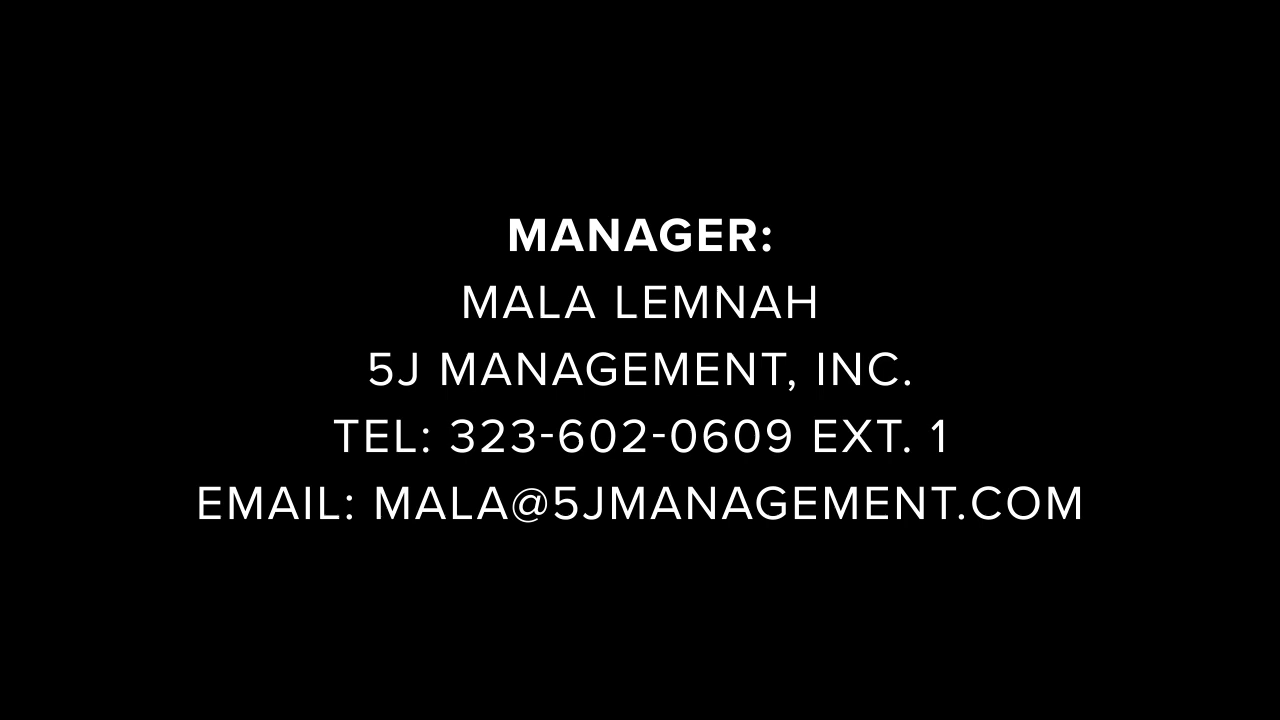 MANAGER:
MALA LEMNAH
5J MANAGEMENT, INC.
TEL: 323-602-0609 EXT. 1
EMAIL: MALA@5JMANAGEMENT.COM